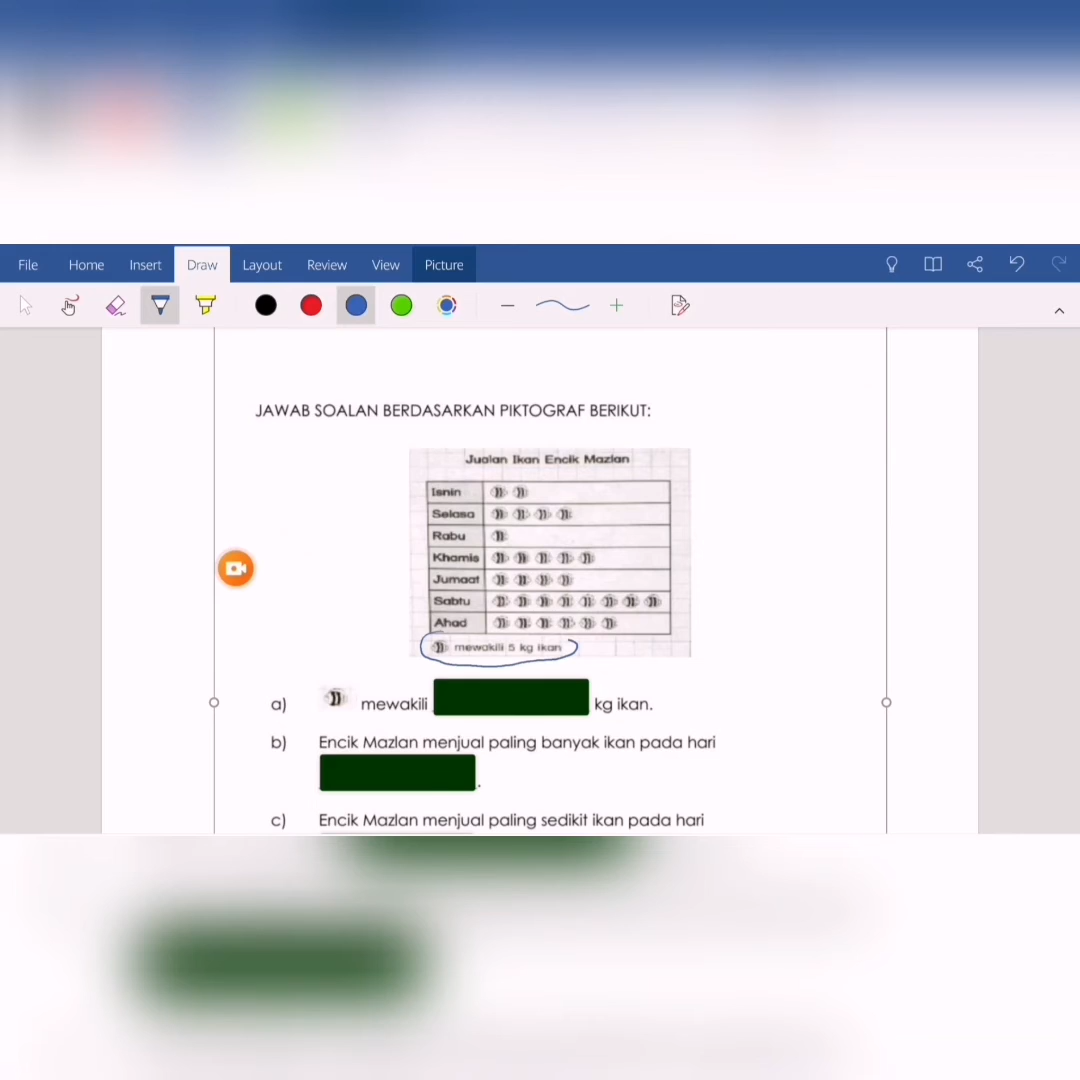 File Home Insert Draw Layout Review View Picture
JAWAB SOALAN BERDASARKAN PIKTOGRAF BERIKUT:
Jualan Ikan Encik Mazlan
Isnin
Selasa
Rabu
Khamis
Jumaat
Sabtu
Ahad
mewakili 5 kg ikan
a) mewakili kg ikan.
b) Encik Mazlan menjual paling banyak ikan pada hari
.
c) Encik Mazlan menjual paling sedikit ikan pada hari